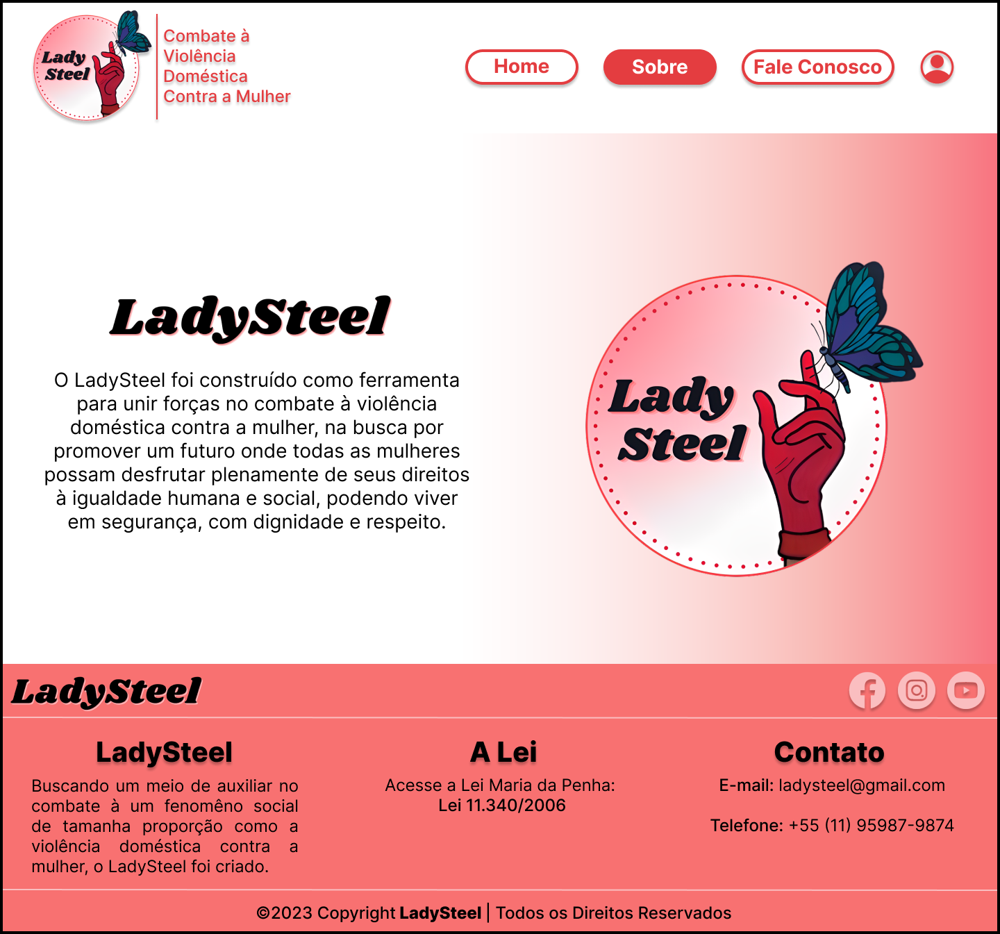 Lady
Steel
Combate à
Violência
Doméstica
Contra a Mulher
Home
Sobre
Fale Conosco
LadySteel
O LadySteel foi construído como ferramenta
para unir forças no combate à violência
doméstica contra a mulher, na busca por
promover um futuro onde todas as mulheres
possam desfrutar plenamente de seus direitos
à igualdade humana e social, podendo viver
em segurança, com dignidade e respeito.
Lady
Steel
LadySteel
LadySteel
Buscando um meio de auxiliar no
combate à um fenomêno social
de tamanha proporção como a
violência doméstica contra a
mulher, o LadySteel foi criado.
A Lei
Acesse a Lei Maria da Penha:
Lei 11.340/2006
Contato
E-mail: ladysteel@gmail.com
Telefone: +55 (11) 95987-9874
©2023 Copyright LadySteel | Todos os Direitos Reservados